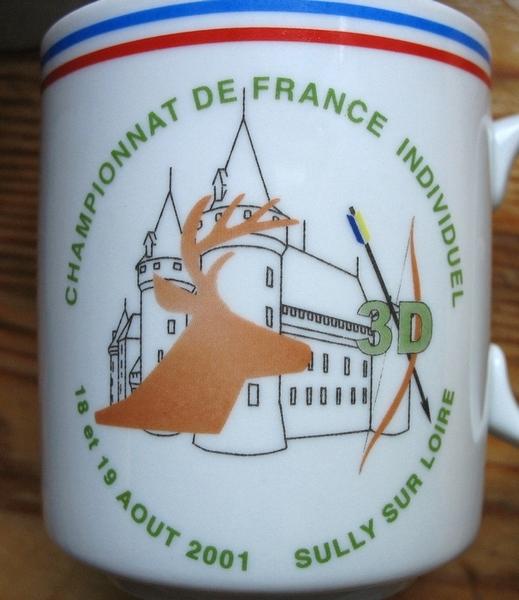 CHAMPIONNAT DE FRANCE INDIVIDUEL
3D
18 et 19 AOUT 2001
SULLY SUR LOIRE